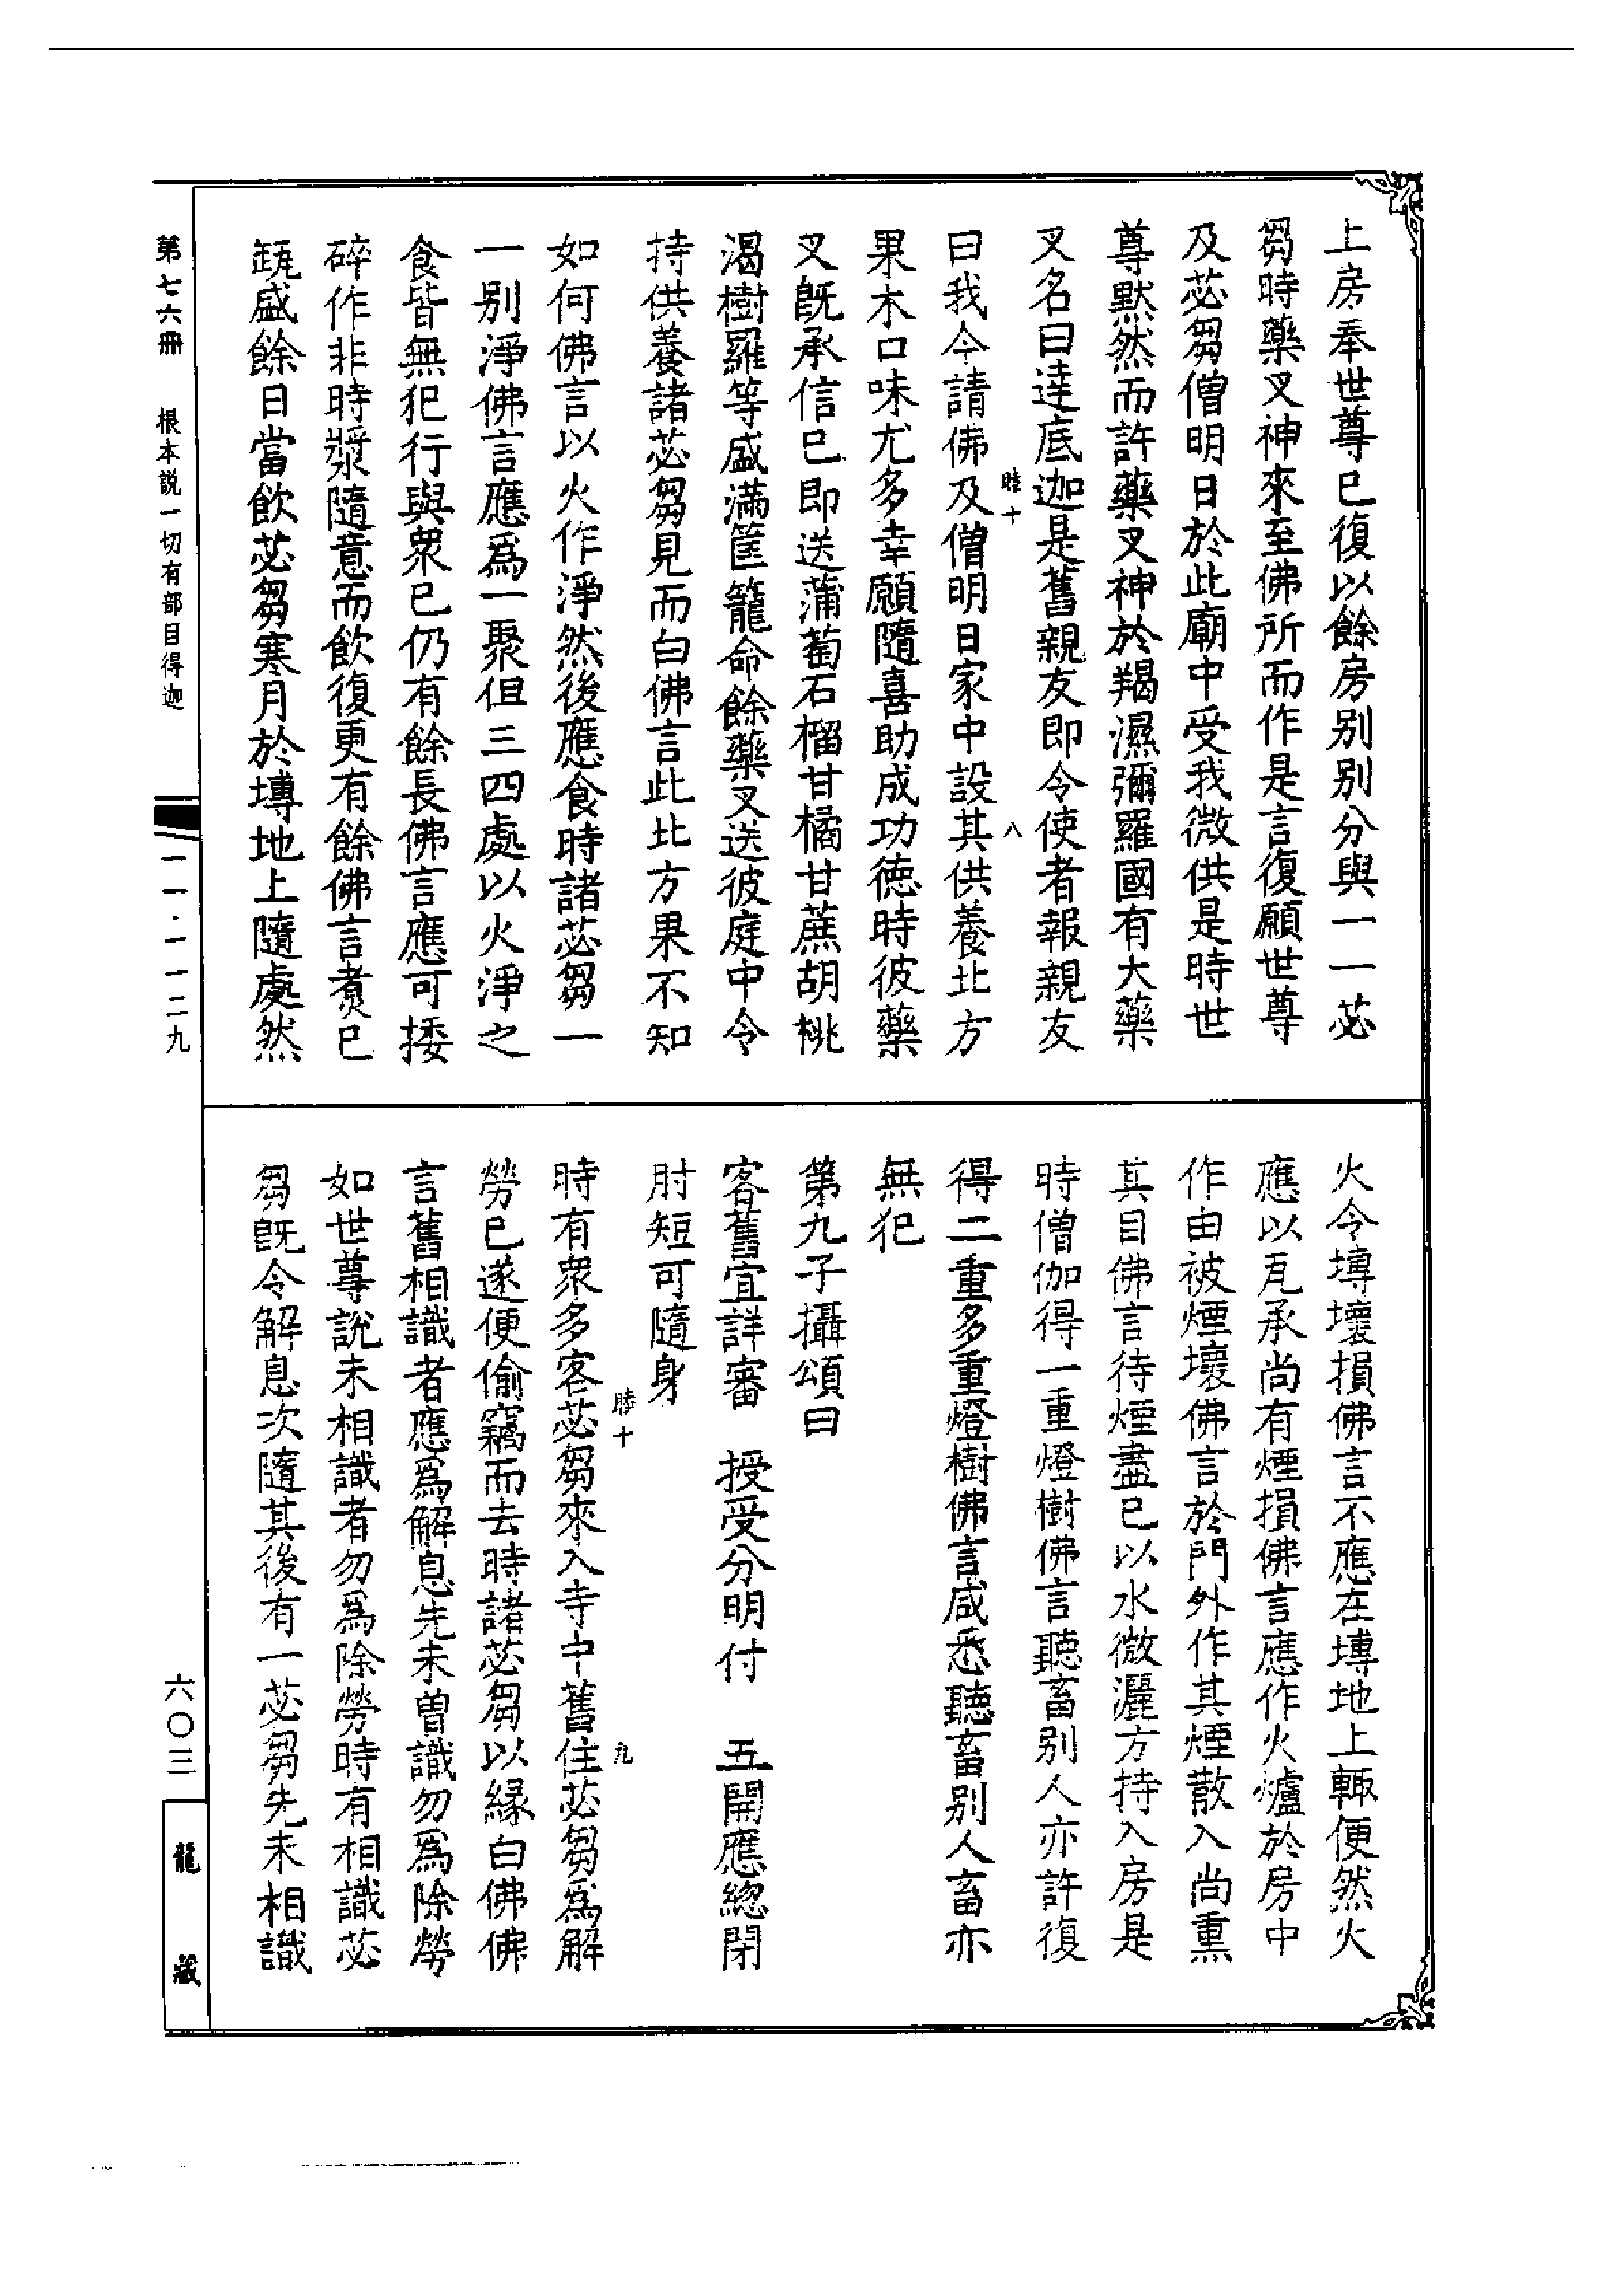 上房奉世尊已復以餘房别别分與一一苾
芻時藥叉神來至佛所而作是言復願世尊
及苾芻僧明日於此廟中受我微供是時世
尊默然而許藥叉神於羯濕彌羅國有大藥
叉名曰達底迦是舊親友即令使者報親友
曰我今請佛及僧明日家中設其供養北方
睦十
八
果木口味尤多幸願隨喜助成功德時彼藥
叉既承信已即送蒲萄石榴甘橘甘蔗胡桃
渴樹羅等盛滿筐籠命餘藥叉送彼庭中令
持供養諸苾芻見而白佛言此北方果不知
如何佛言以火作淨然後應食時諸苾芻一
一别淨佛言應爲一聚但三四處以火淨之
食皆無犯行與衆已仍有餘長佛言應可捼
碎作非時漿隨意而飲復更有餘佛言煑已
瓶盛餘日當飲苾芻寒月於塼地上隨處然
火令塼壞損佛言不應在塼地上輙便然火
應以瓦承尚有煙損佛言應作火爐於房中
作由被煙壞佛言於門外作其煙散入尚熏
其目佛言待煙盡已以水微灑方持入房是
時僧伽得一重燈樹佛言聽畜别人亦許復
得二重多重燈樹佛言咸悉聽畜别人畜亦
無犯
第九子攝頌曰
客舊宜詳審　授受分明付　五開應總閉
肘短可隨身
時有衆多客苾芻來入寺中舊住苾芻爲解
睦十
九
勞已遂便偷竊而去時諸苾芻以緣白佛佛
言舊相識者應爲解息先未曾識勿爲除勞
如世尊說未相識者勿爲除勞時有相識苾
芻既令解息次隨其後有一苾芻先未相識
第七六冊　根本説一切有部目得迦
一一·一一二九
六〇三
龍藏